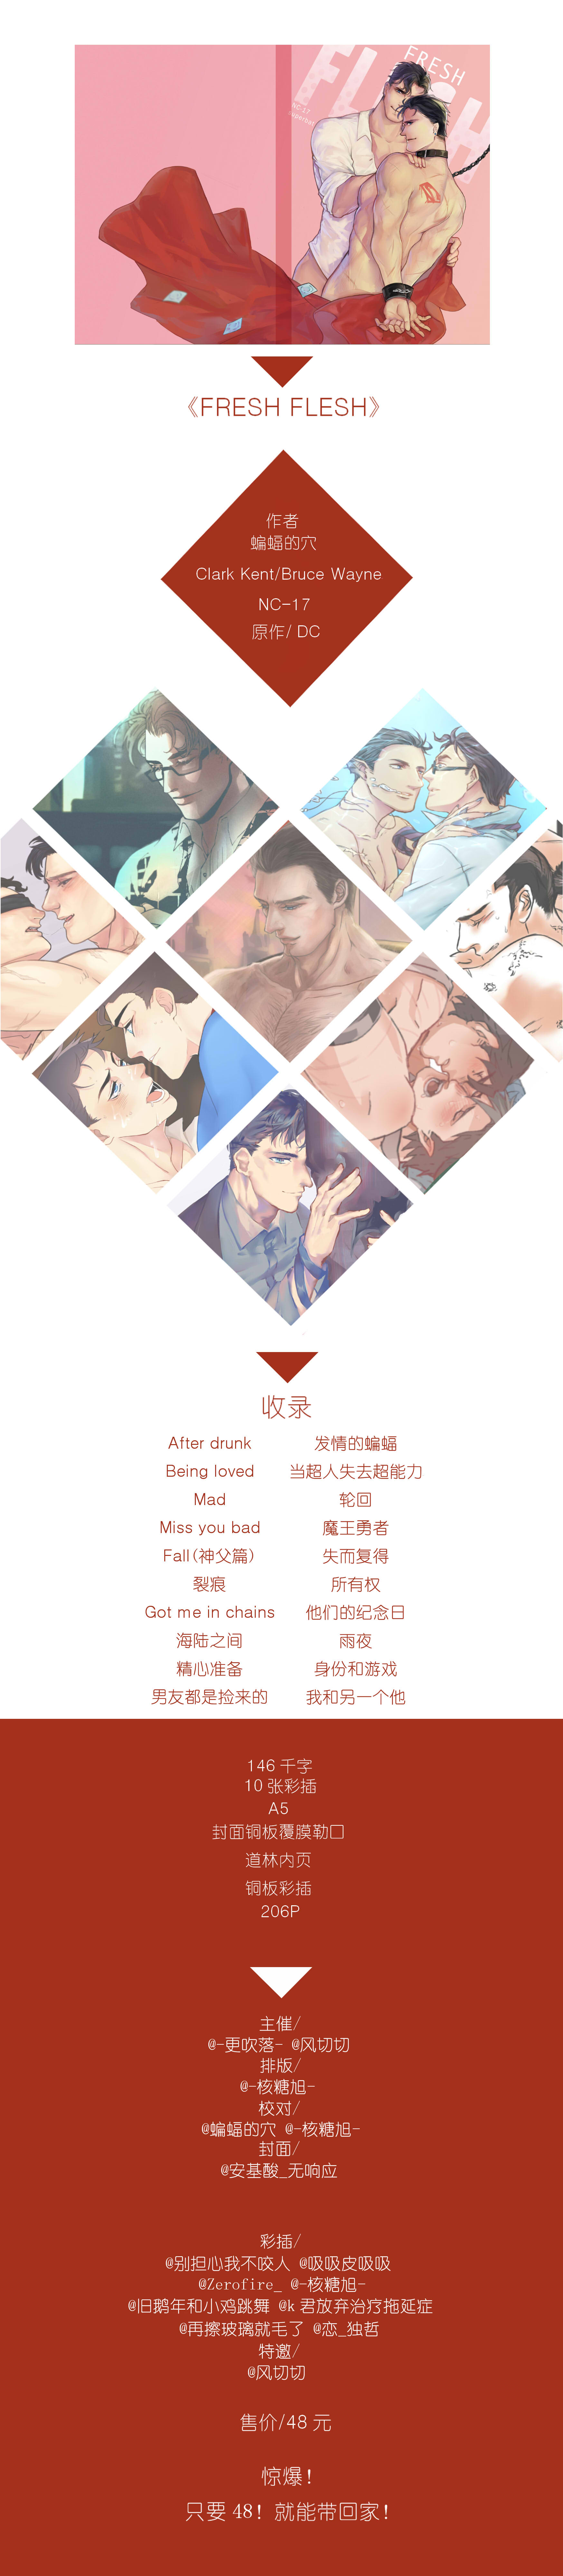 FRESH
FLESH
NC-17
《FRESH FLESH》
作者
蝙蝠的穴
Clark Kent/Bruce Wayne
NC-17
原作/ DC
收录
After drunk
发情的蝙蝠
Being loved
当超人失去超能力
Mad
轮回
Miss you bad
魔王勇者
Fall(神父篇)
失而复得
裂痕
所有权
Got me in chains
他们的纪念日
海陆之间
雨夜
精心准备
身份和游戏
男友都是捡来的
我和另一个他
146 千字
10 张彩插
A5
封面铜板覆膜勒口
道林内页
铜板彩插
206P
主催/
@-更吹落- @风切切
排版/
@-核糖旭-
校对/
@蝙蝠的穴 @-核糖旭-
封面/
@安基酸_无响应
彩插/
@别担心我不咬人 @吸吸皮吸吸
@Zerofire_ @-核糖旭-
@旧鹅年和小鸡跳舞 @k 君放弃治疗拖延症
@再擦玻璃就毛了 @恋_独哲
特邀/
@风切切
售价/48 元
惊爆!
只要 48! 就能带回家!